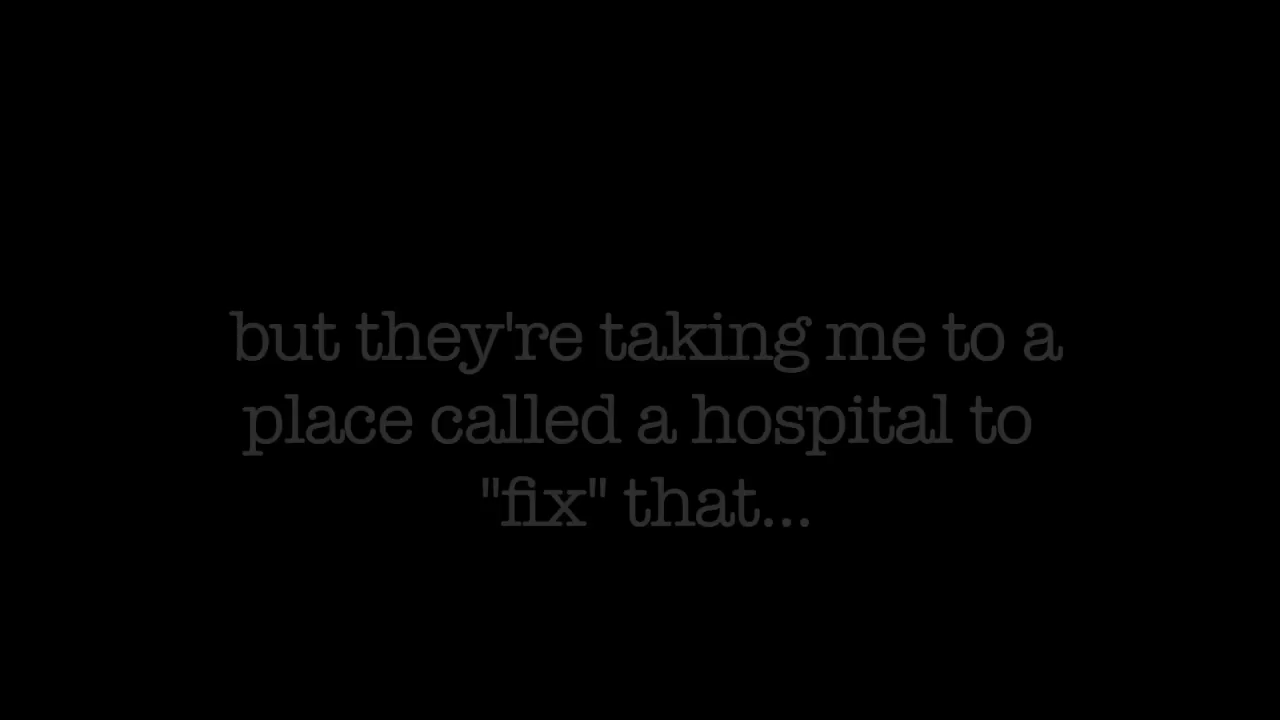 but they're taking me to a
place called a hospital to
"fix" that...